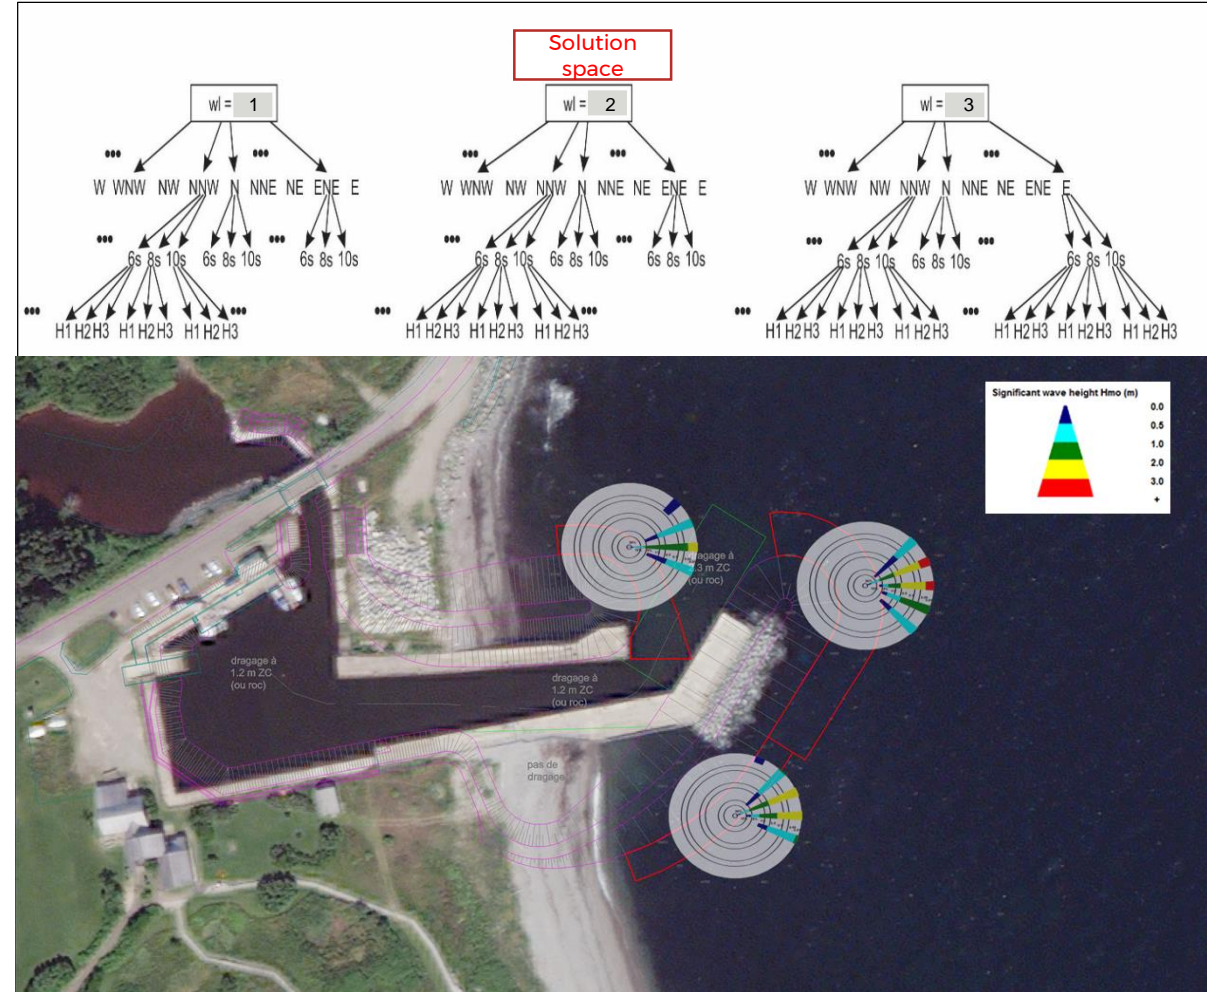 Solution
space
wl = 1
wl = 2
wl = 3
••• •••
••• •••
••• •••
W WNW NW NNW N NNE NE ENE E
W WNW NW NNW N NNE NE ENE E
W WNW NW NNW N NNE NE ENE E
••• 6s 8s 10s 6s 8s 10s ••• 6s 8s 10s
••• 6s 8s 10s 6s 8s 10s ••• 6s 8s 10s
••• 6s 8s 10s 6s 8s 10s ••• 6s 8s 10s
••• H1 H2 H3 H1 H2 H3 H1 H2 H3 •••
••• H1 H2 H3 H1 H2 H3 H1 H2 H3 •••
••• H1 H2 H3 H1 H2 H3 H1 H2 H3 ••• H1 H2 H3 H1 H2 H3 H1 H2 H3
Significant wave height Hmo (m)
0.0
0.5
1.0
2.0
3.0
+
dragage à
.3 m ZC
(ou roc)
dragage à
1.2 m ZC
(ou roc)
dragage à
1.2 m ZC
(ou roc)
pas de
dragage